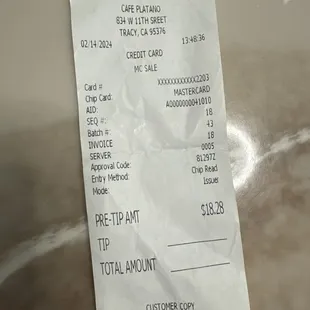 CAFE PLATANO
834 W 11TH SREET
TRACY, CA 95376
02/14/2024 13:48:36
CREDIT CARD
MC SALE
Card # XXXXXXXXXXXX2203
Chip Card: MASTERCARD
AID: A0000000041010
SEQ #: 18
Batch #: 43
INVOICE 18
SERVER 0005
Approval Code: 812972
Entry Method: Chip Read
Mode: Issuer
PRE-TIP AMT $18.28
TIP
TOTAL AMOUNT
CUSTOMER COPY